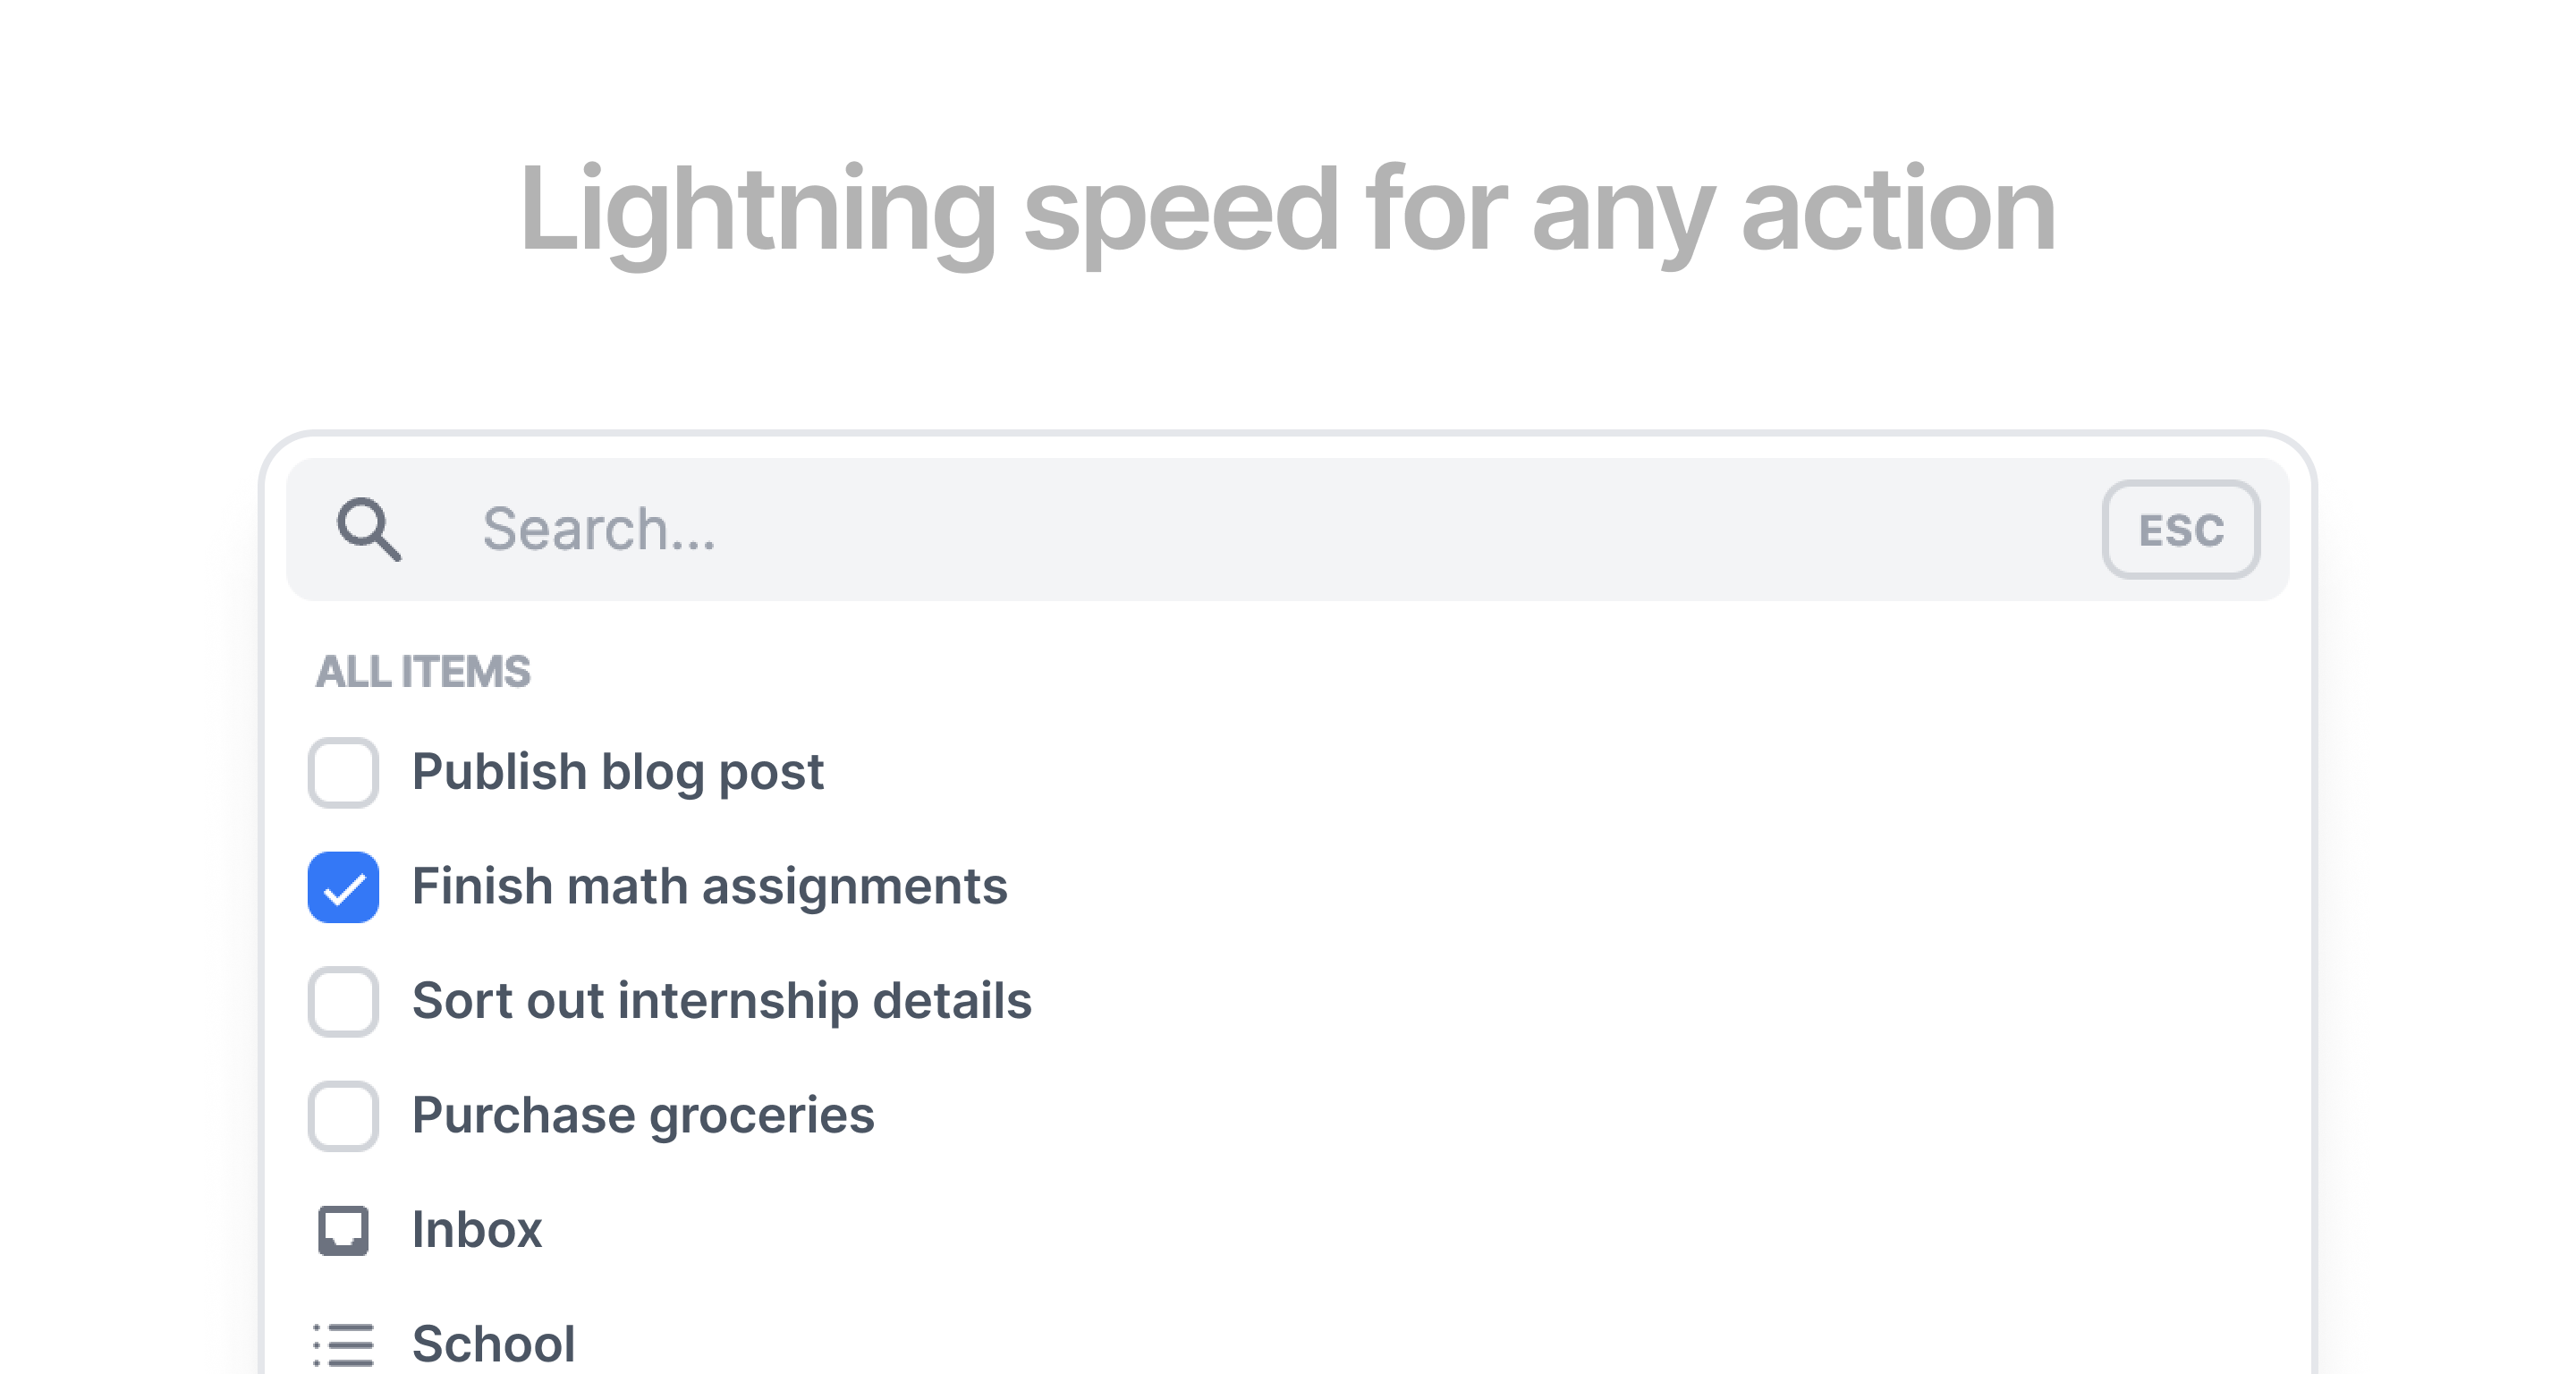 Lightning speed for any action
Search...
ESC
ALL ITEMS
Publish blog post
Finish math assignments
Sort out internship details
Purchase groceries
Inbox
School